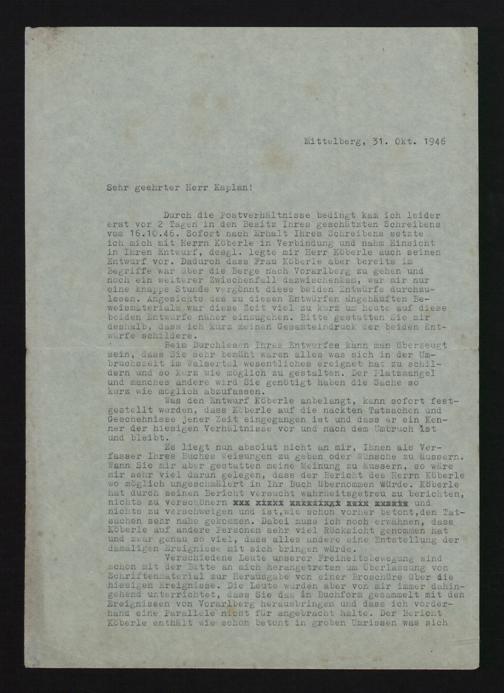 Mittelberg, 31. Okt. 1946
Sehr geehrter Herr Kaplan!
Durch die Postverhältnisse bedingt kam ich leider
erst vor 2 Tagen in den Besitz Ihres geschätzten Schreibens
vom 16.10.46. Sofort nach Erhalt Ihres Schreibens setzte
ich mich mit Herrn Köberle in Verbindung und nahm Einsicht
in Ihren Entwurf, desgl. legte mir Herr Köberle auch seinen
Entwurf vor. Dadurch dass Frau Köberle aber bereits im
Begriffe war über die Berge nach Vorarlberg zu gehen und
noch ein weiterer Zwischenfall dazwischenkam, war mir nur
eine knappe Stunde vergönnt diese beiden Entwürfe durchzu-
lesen. Angesichts des zu diesen Entwürfen angehäuften Be-
weismaterials war diese Zeit viel zu kurz um heute auf diese
beiden Entwürfe näher einzugehen. Bitte gestatten Sie mir
deshalb, dass ich kurz meinen Gesamteindruck der beiden Ent-
würfe schildere.
Beim Durchlesen Ihres Entwurfes kann man überzeugt
sein, dass Sie sehr bemüht waren alles was sich in der Um-
bruchszeit im Walsertal wesentliches ereignet hat zu schil-
dern und so kurz wie möglich zu gestalten. Der Platzmangel
und manches andere wird Sie genötigt haben die Sache so
kurz wie möglich abzufassen.
Was den Entwurf Köberle anbelangt, kann sofort fest-
gestellt werden, dass Köberle auf die nackten Tatsachen und
Geschehnisse jener Zeit eingegangen ist und dass er ein Ken-
ner der hiesigen Verhältnisse vor und nach dem Umbruch ist
und bleibt.
Es liegt nun absolut nicht an mir, Ihnen als Ver-
fasser Ihres Buches Weisungen zu geben oder Wünsche zu äussern.
Wann Sie mir aber gestatten meine Meinung zu äussern, so wäre
mir sehr viel daran gelegen, dass der Bericht des Herrn Köberle
so möglich ungeschmälert in Ihr Buch übernommen würde. Köberle
hat durch seinen Bericht versucht wahrheitsgetreu zu berichten,
nichts zu verschönern und
nichts zu verschweigen und ist,wie schon vorher betont,den Tat-
sachen sehr nahe gekommen. Dabei muss ich noch erwähnen, dass
Köberle auf andere Personen sehr viel Rücksicht genommen hat
und zwar genau so viel, dass alles andere eine Entstellung der
damaligen Ereignisse mit sich bringen würde.
Verschiedene Leute unserer Freiheitsbewegung sind
schon mit der Bitte an mich herangetreten um Überlassung von
Schriftenmaterial zur Herausgabe von einer Broschüre über die
hiesigen Ereignisse. Die Leute wurden aber von mir immer dahin-
gehend unterrichtet, dass Sie das in Buchform gesammelt mit den
Ereignissen von Vorarlberg herausbringen und dass ich vorder-
hand eine Parallele nicht für angebracht halte. Der Bericht
Köberle enthält wie schon betont in groben Umrissen was sich